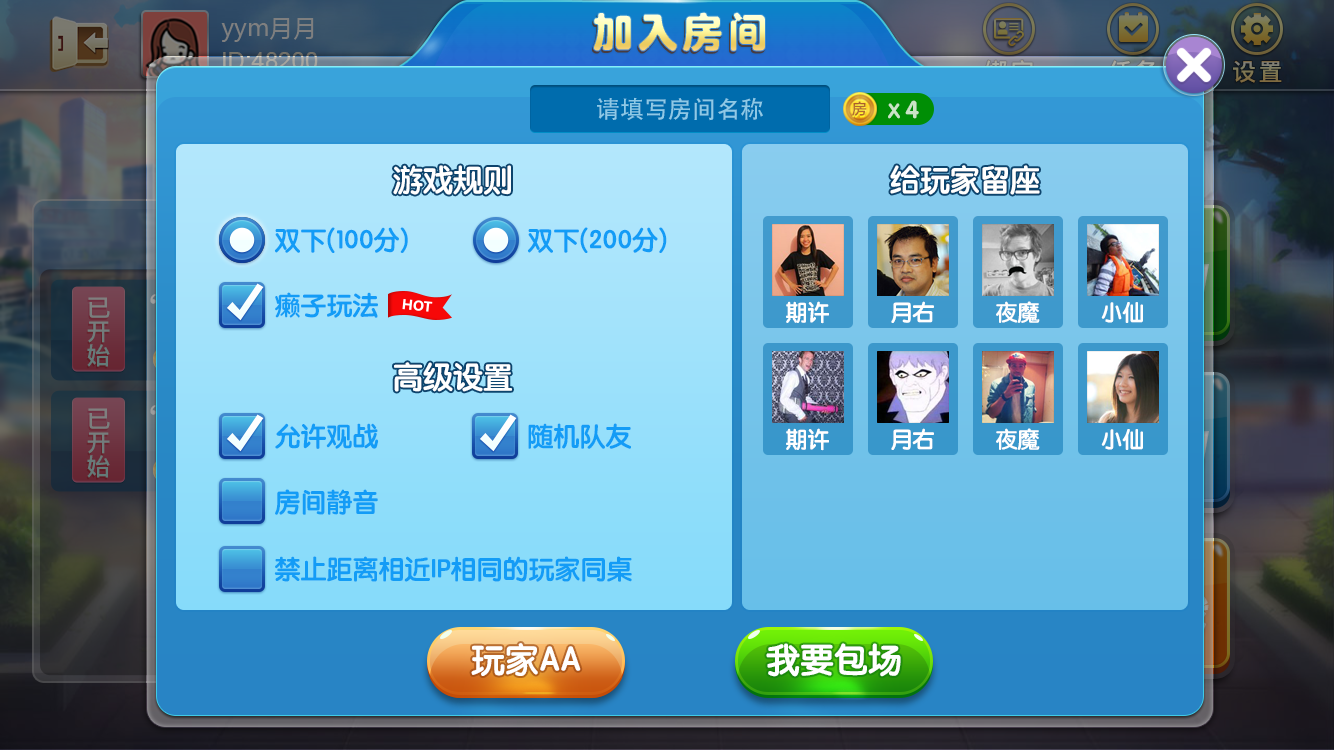 yym月月
ID:48200
加入房间
设置
请填写房间名称
房 x 4
游戏规则
双下(100分)
双下(200分)
癞子玩法 HOT
高级设置
允许观战
随机队友
房间静音
禁止距离相近IP相同的玩家同桌
给玩家留座
期许
月右
夜魔
小仙
期许
月右
夜魔
小仙
已开始
已开始
玩家AA
我要包场